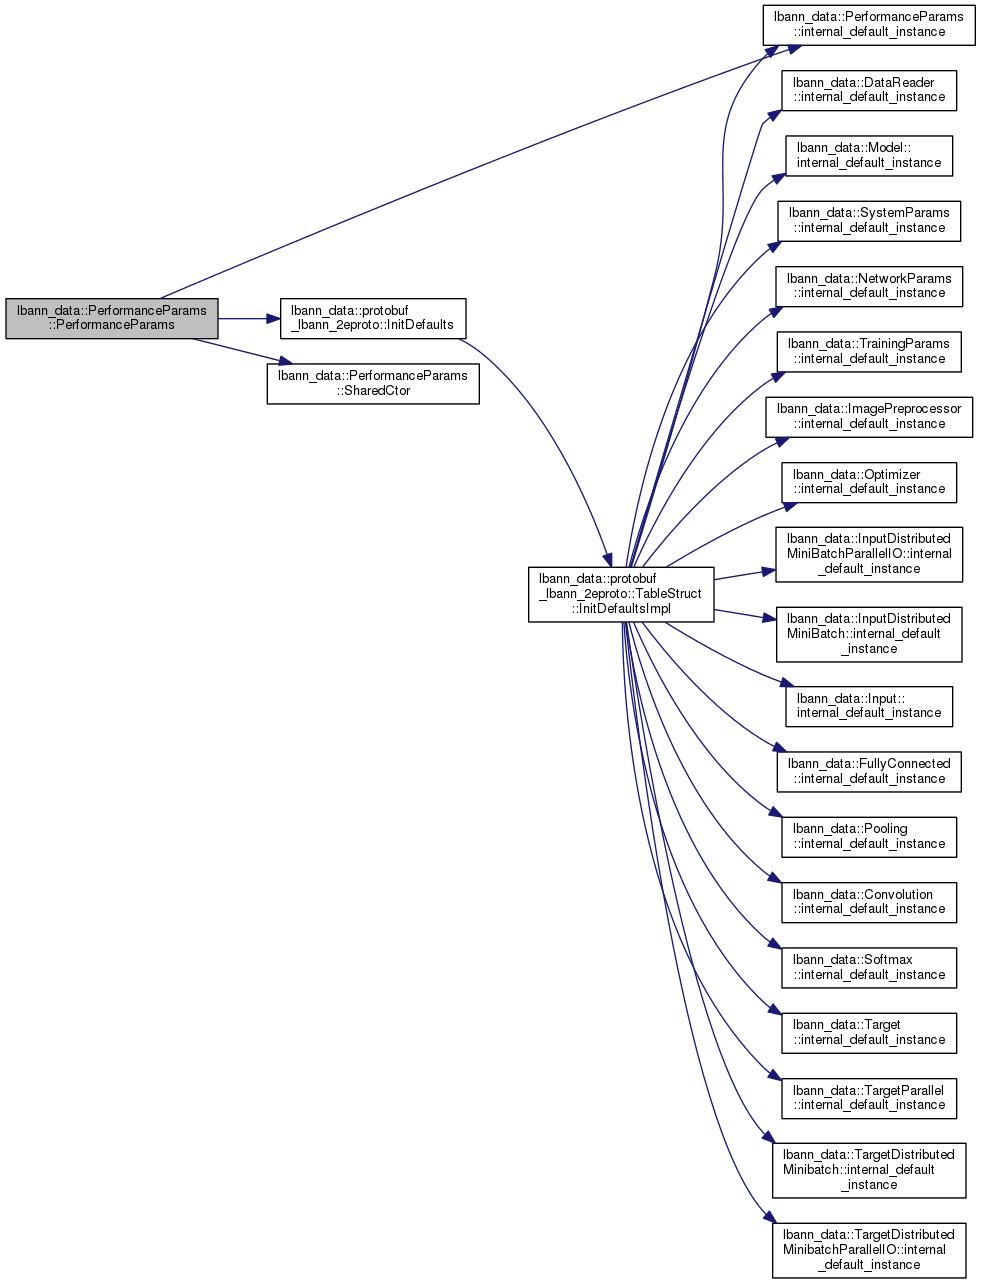 lbann_data::PerformanceParams
::PerformanceParams
lbann_data::protobuf
_lbann_2eproto::InitDefaults
lbann_data::PerformanceParams
::SharedCtor
lbann_data::protobuf
_lbann_2eproto::TableStruct
::InitDefaultsImpl
lbann_data::PerformanceParams
::internal_default_instance
lbann_data::DataReader
::internal_default_instance
lbann_data::Model::
internal_default_instance
lbann_data::SystemParams
::internal_default_instance
lbann_data::NetworkParams
::internal_default_instance
lbann_data::TrainingParams
::internal_default_instance
lbann_data::ImagePreprocessor
::internal_default_instance
lbann_data::Optimizer
::internal_default_instance
lbann_data::InputDistributed
MiniBatchParallelIO::internal
_default_instance
lbann_data::InputDistributed
MiniBatch::internal_default
_instance
lbann_data::Input::
internal_default_instance
lbann_data::FullyConnected
::internal_default_instance
lbann_data::Pooling
::internal_default_instance
lbann_data::Convolution
::internal_default_instance
lbann_data::Softmax
::internal_default_instance
lbann_data::Target
::internal_default_instance
lbann_data::TargetParallel
::internal_default_instance
lbann_data::TargetDistributed
Minibatch::internal_default
_instance
lbann_data::TargetDistributed
MinibatchParallelIO::internal
_default_instance